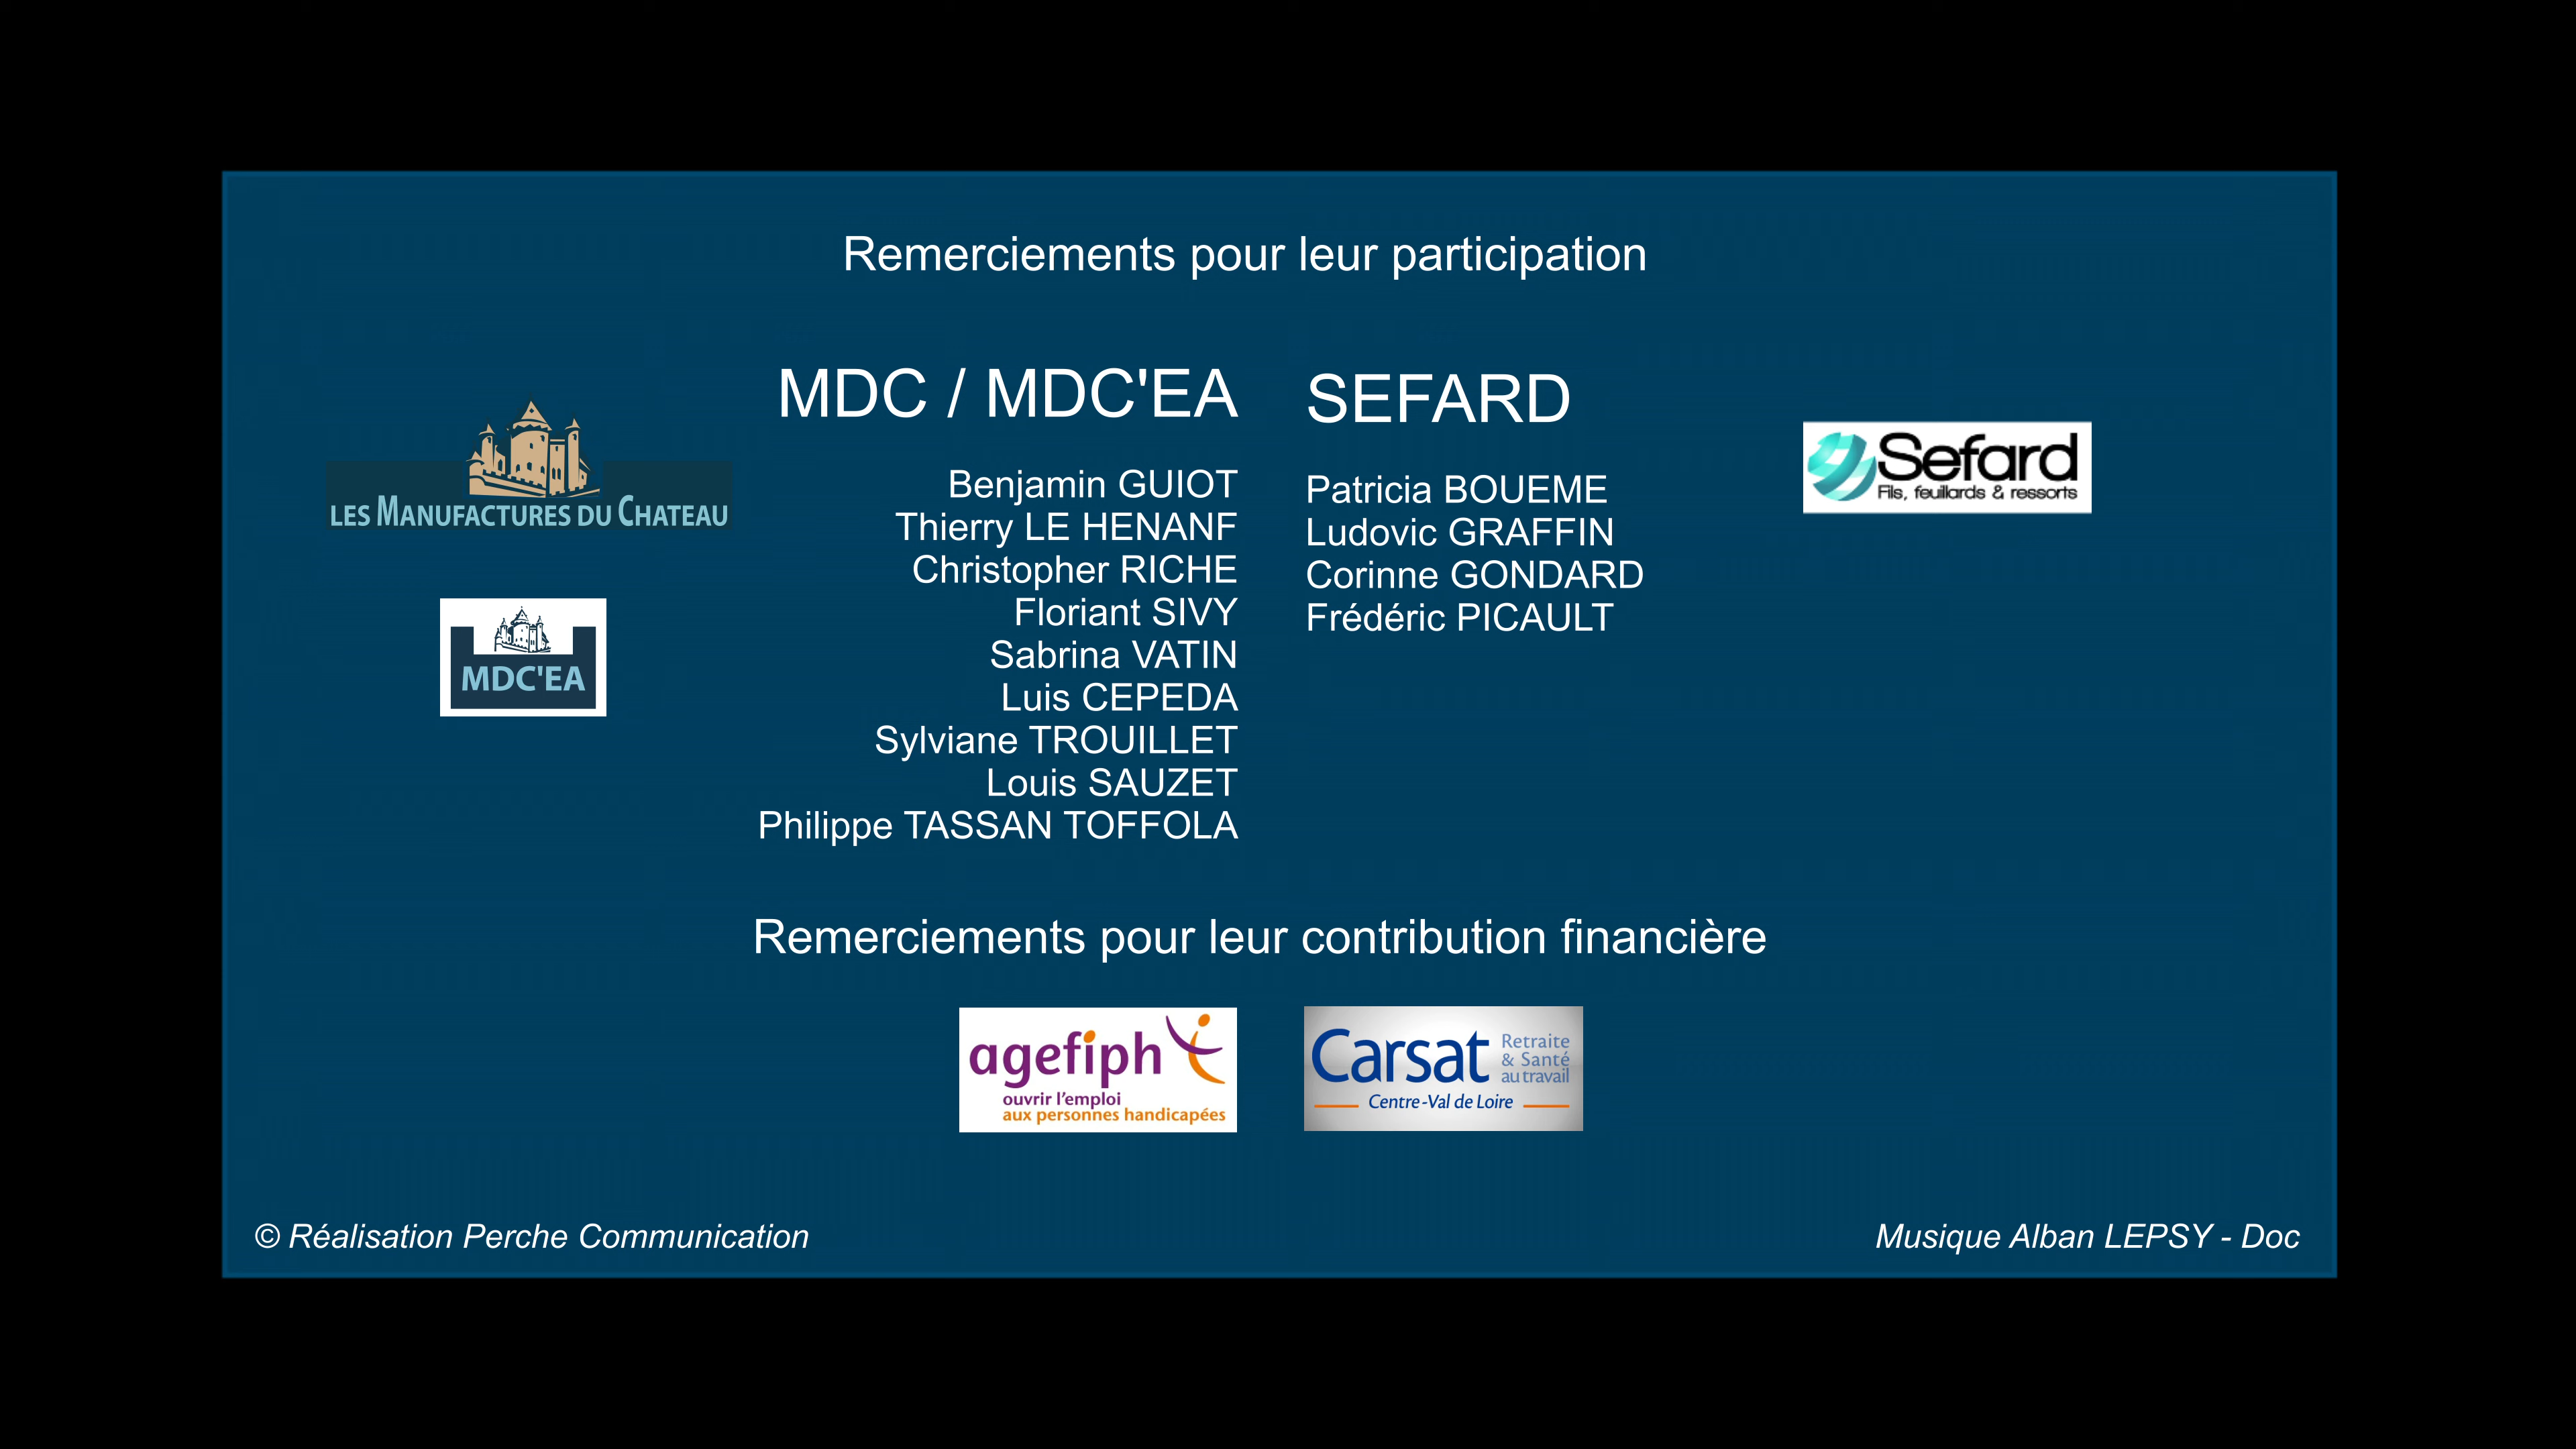 Remerciements pour leur participation
LES MANUFACTURES DU CHATEAU
MDC'EA
MDC / MDC'EA
Benjamin GUIOT
Thierry LE HENANF
Christopher RICHE
Floriant SIVY
Sabrina VATIN
Luis CEPEDA
Sylviane TROUILLET
Louis SAUZET
Philippe TASSAN TOFFOLA
SEFARD
Patricia BOUEME
Ludovic GRAFFIN
Corinne GONDARD
Frédéric PICAULT
Sefard
Fils, feuillards & ressorts
Remerciements pour leur contribution financière
agefiph
ouvrir l'emploi
aux personnes handicapées
Carsat
Retraite
& Santé
au travail
Centre-Val de Loire
© Réalisation Perche Communication
Musique Alban LEPSY - Doc